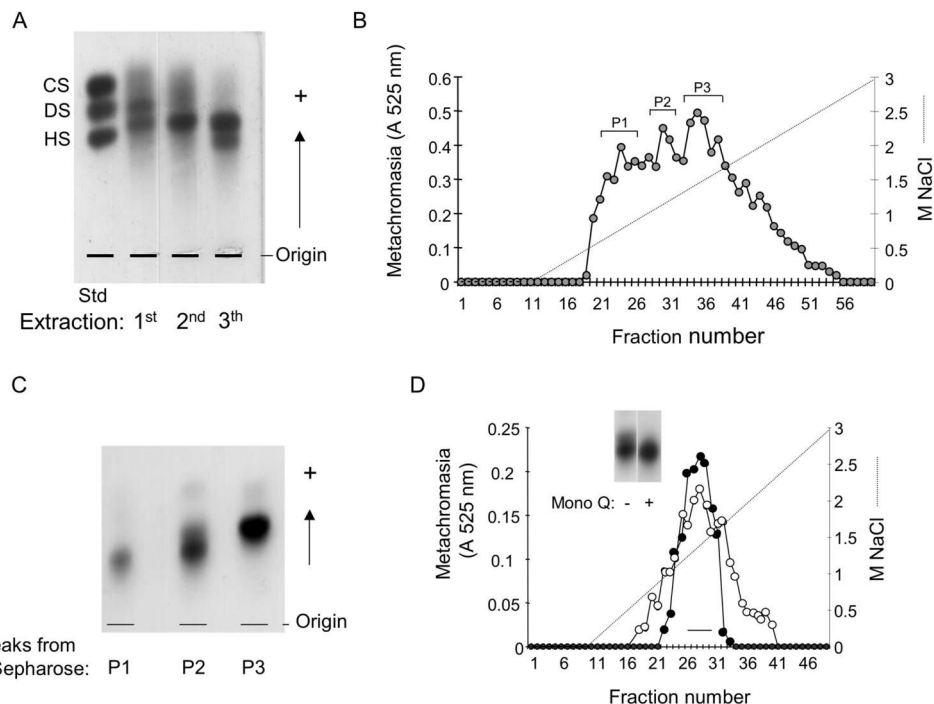 A
CS
DS
HS
+
Origin
Std
Extraction: 1st 2nd 3th
B
Metachromasia (A 525 nm)
0.6
0.5
0.4
0.3
0.2
0.1
0
P1
P2
P3
3
2.5
2
1.5
1
0.5
0
M NaCl
1 6 11 16 21 26 31 36 41 46 51 56
Fraction number
C
+
Origin
eaks from
Sepharose: P1 P2 P3
D
Metachromasia
(A 525 nm)
0.25
0.2
0.15
0.1
0.05
0
Mono Q: - +
3
2.5
2
1.5
1
0.5
0
M NaCl
1 6 11 16 21 26 31 36 41 46
Fraction number